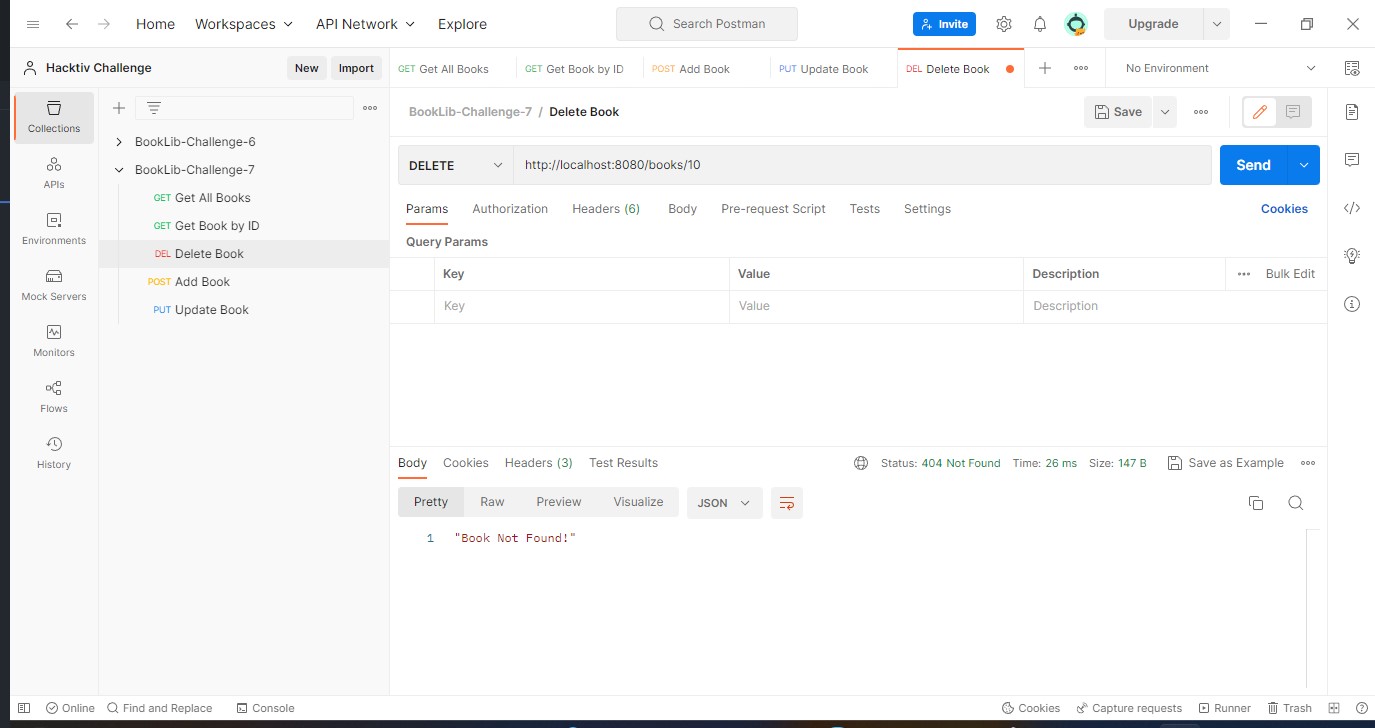 Home Workspaces API Network Explore Search Postman Invite Upgrade
Hacktiv Challenge New Import GET Get All Books GET Get Book by ID POST Add Book PUT Update Book DEL Delete Book No Environment
Collections
APIs
Environments
Mock Servers
Monitors
Flows
History
BookLib-Challenge-6
BookLib-Challenge-7
GET Get All Books
GET Get Book by ID
DEL Delete Book
POST Add Book
PUT Update Book
BookLib-Challenge-7 / Delete Book Save
DELETE http://localhost:8080/books/10 Send
Params Authorization Headers (6) Body Pre-request Script Tests Settings Cookies
Query Params
Key Value Description Bulk Edit
Key Value Description
Body Cookies Headers (3) Test Results Status: 404 Not Found Time: 26 ms Size: 147 B Save as Example
Pretty Raw Preview Visualize JSON
1 "Book Not Found!"
Online Find and Replace Console Cookies Capture requests Runner Trash